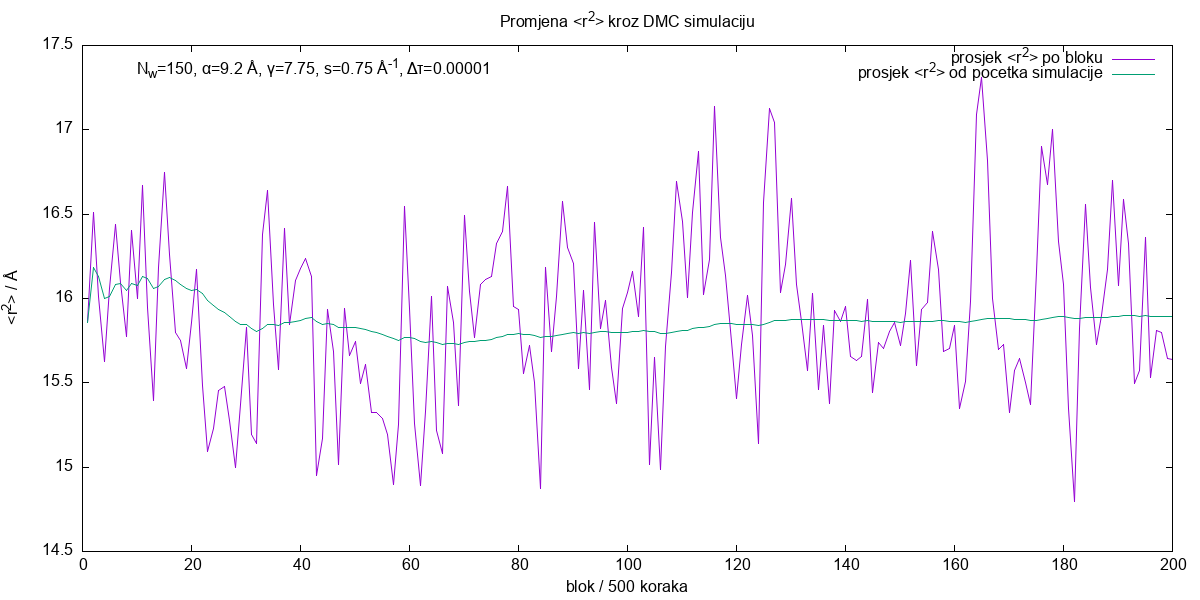 Promjena <r²> kroz DMC simulaciju
N_w=150, α=9.2 Å, γ=7.75, s=0.75 Å⁻¹, Δτ=0.00001
prosjek <r²> po bloku
prosjek <r²> od pocetka simulacije
<r²> / Å
17.5
17
16.5
16
15.5
15
14.5
0 20 40 60 80 100 120 140 160 180 200
blok / 500 koraka